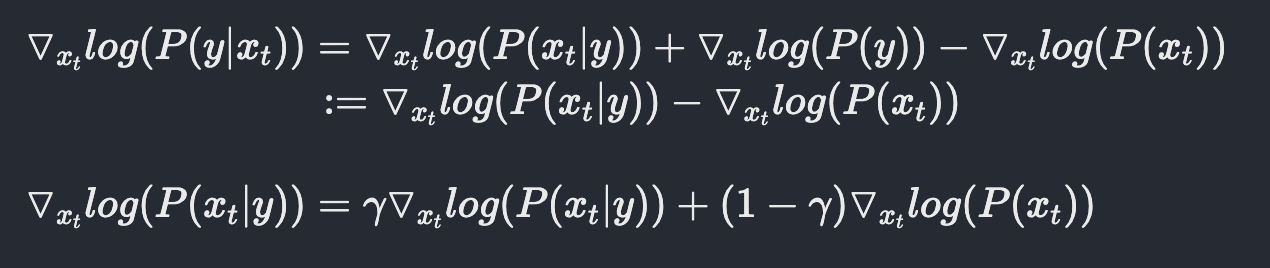 ∇ₓₜlog(P(y|xₜ)) = ∇ₓₜlog(P(xₜ|y)) + ∇ₓₜlog(P(y)) − ∇ₓₜlog(P(xₜ))
:= ∇ₓₜlog(P(xₜ|y)) − ∇ₓₜlog(P(xₜ))
∇ₓₜlog(P(xₜ|y)) = γ∇ₓₜlog(P(xₜ|y)) + (1 − γ)∇ₓₜlog(P(xₜ))